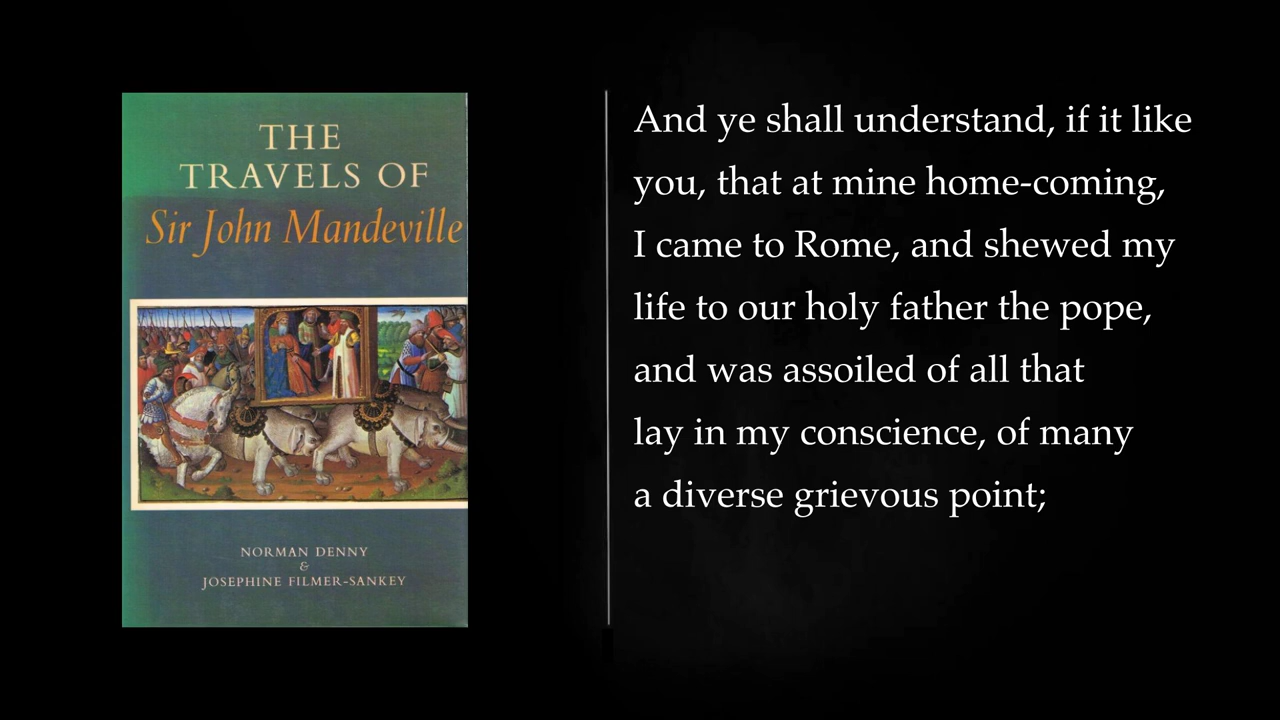 THE
TRAVELS OF
Sir John Mandeville
NORMAN DENNY
&
JOSEPHINE FILMER-SANKEY
And ye shall understand, if it like
you, that at mine home-coming,
I came to Rome, and shewed my
life to our holy father the pope,
and was assoiled of all that
lay in my conscience, of many
a diverse grievous point;